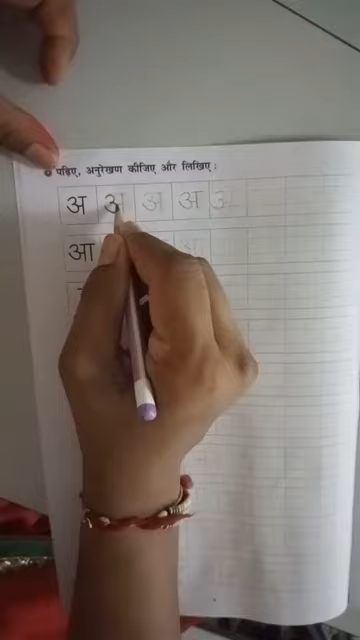 पढ़िए, अनुरेखण कीजिए और लिखिए :
अ अ अ अ अ
आ